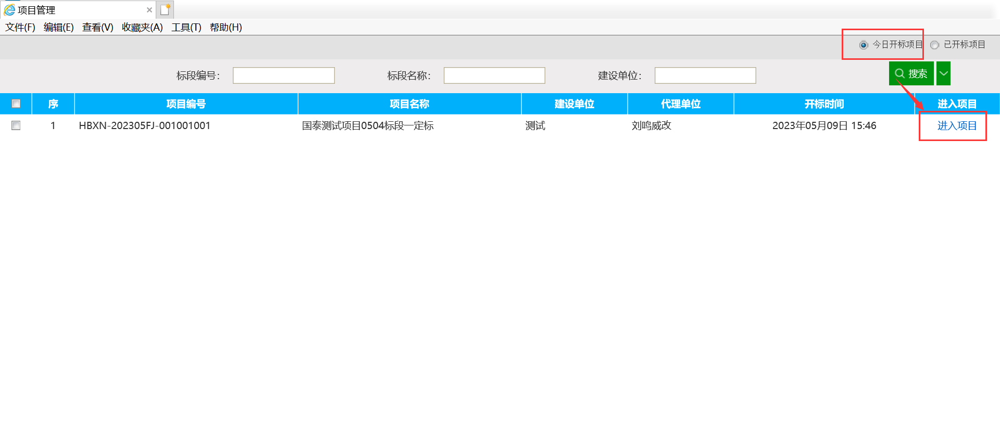 项目管理
文件(F) 编辑(E) 查看(V) 收藏夹(A) 工具(T) 帮助(H)
今日开标项目 已开标项目
标段编号： 标段名称： 建设单位： 搜索
序 项目编号 项目名称 建设单位 代理单位 开标时间 进入项目
1 HBXN-202305FJ-001001001 国泰测试项目0504标段一定标 测试 刘鸣威改 2023年05月09日 15:46 进入项目